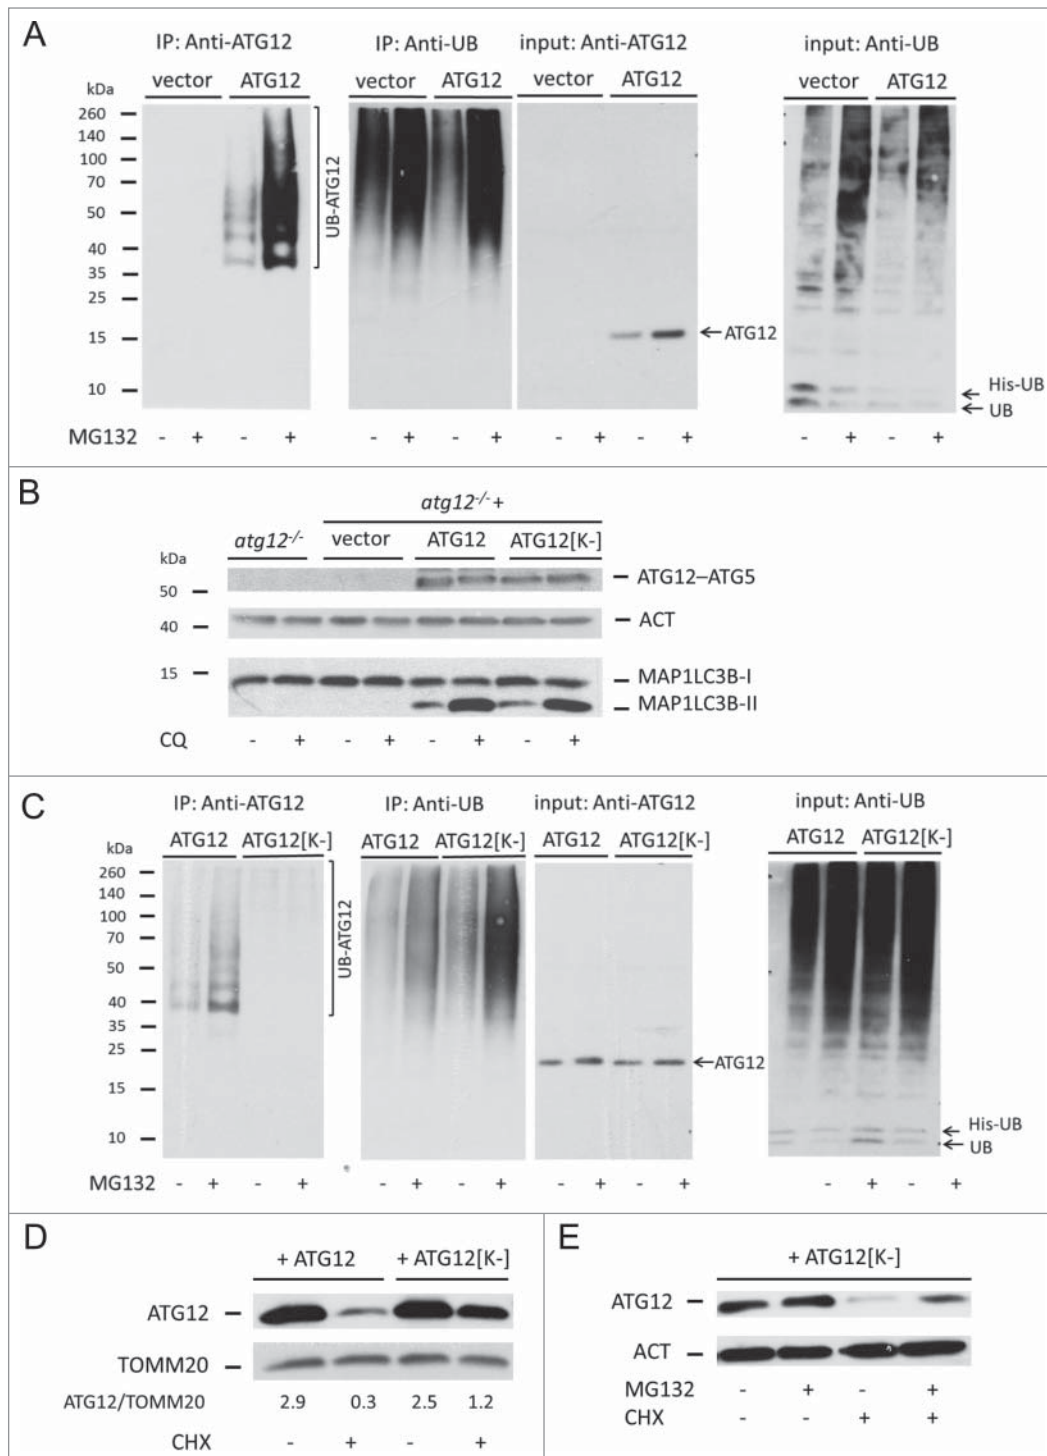 A
IP: Anti-ATG12 IP: Anti-UB input: Anti-ATG12 input: Anti-UB
vector ATG12 vector ATG12 vector ATG12 vector ATG12
kDa
260
140
100
70
50
40
35
25
15
10
UB-ATG12
ATG12
His-UB
UB
MG132 - + - + - + - + - + - + - + - +
B
atg12-/- +
atg12-/- vector ATG12 ATG12[K-]
kDa
50
40
15
ATG12–ATG5
ACT
MAP1LC3B-I
MAP1LC3B-II
CQ - + - + - + - +
C
IP: Anti-ATG12 IP: Anti-UB input: Anti-ATG12 input: Anti-UB
ATG12 ATG12[K-] ATG12 ATG12[K-] ATG12 ATG12[K-] ATG12 ATG12[K-]
kDa
260
140
100
70
50
40
35
25
15
10
UB-ATG12
ATG12
His-UB
UB
MG132 - + - + - + - + - + - + - + - +
D
+ ATG12 + ATG12[K-]
ATG12
TOMM20
ATG12/TOMM20 2.9 0.3 2.5 1.2
CHX - + - +
E
+ ATG12[K-]
ATG12
ACT
MG132 - + - +
CHX - - + +